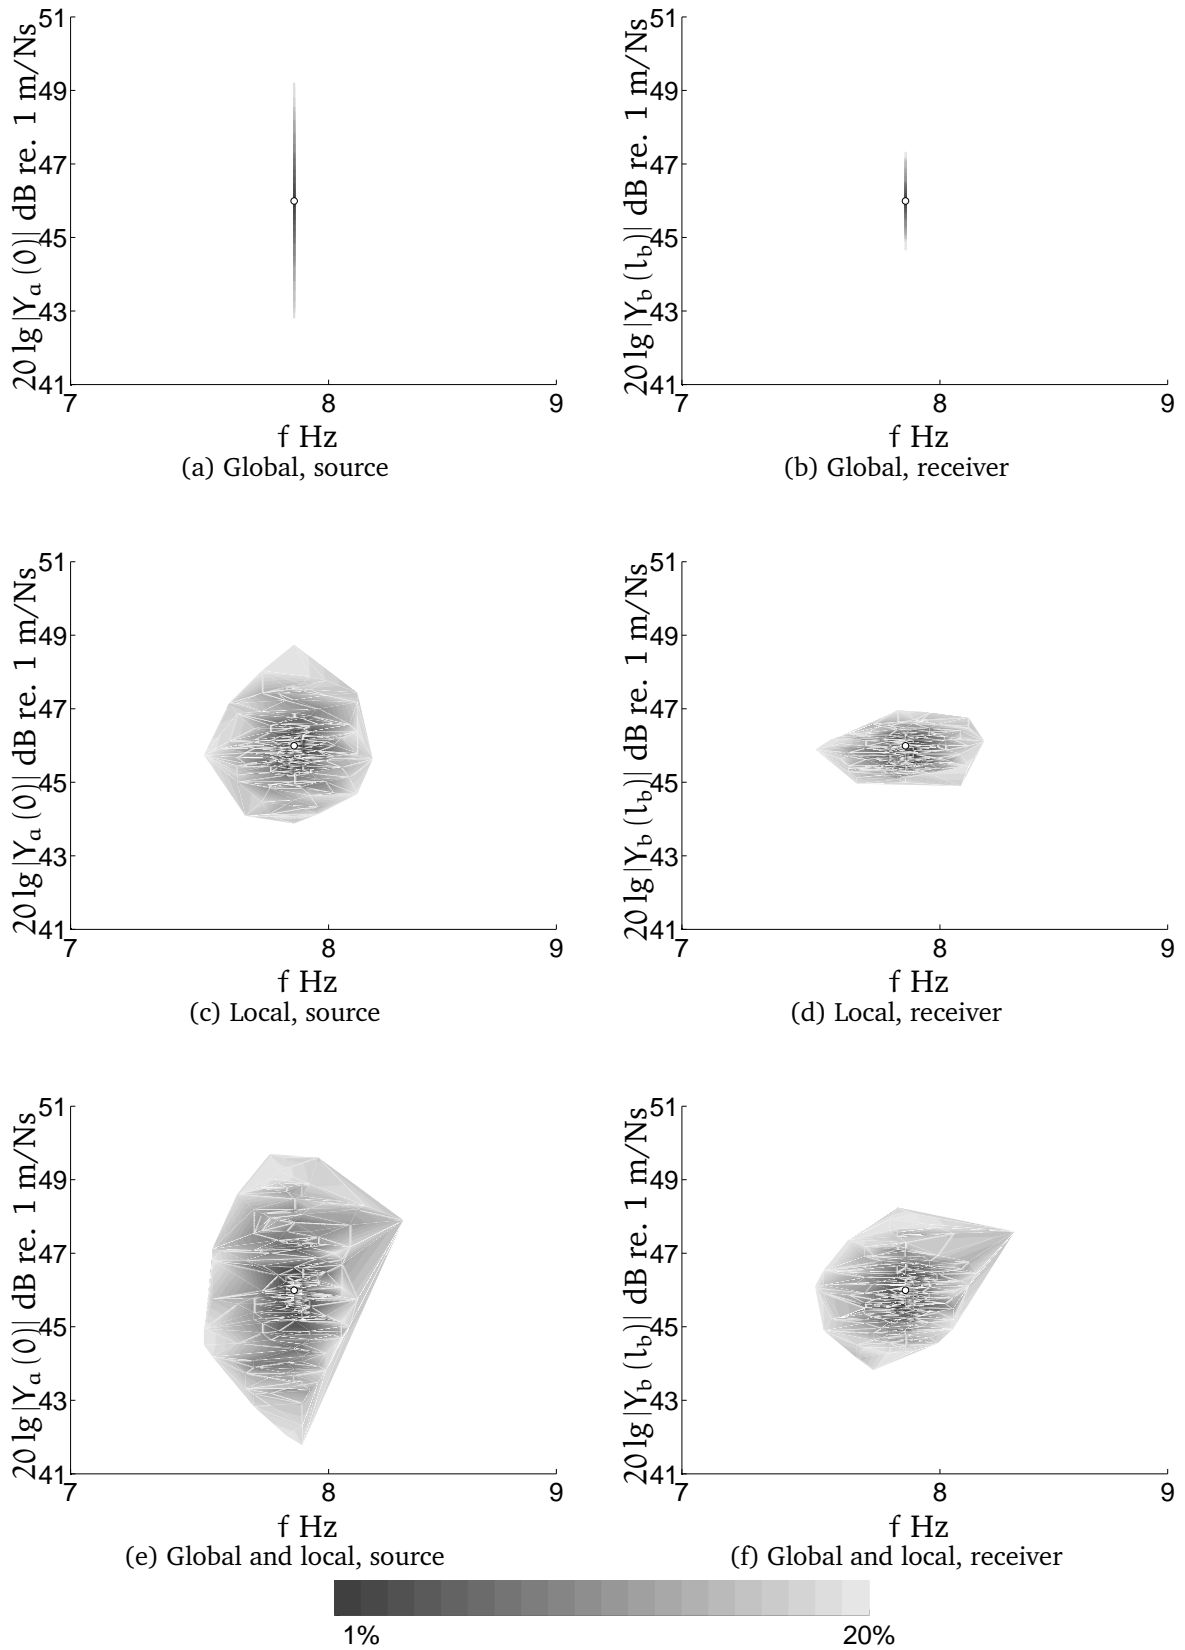 51
49
47
45
43
41
20 lg |Yₐ (0)| dB re. 1 m/Ns
7 8 9
f Hz
(a) Global, source
51
49
47
45
43
41
20 lg |Y_b (l_b)| dB re. 1 m/Ns
7 8 9
f Hz
(b) Global, receiver
51
49
47
45
43
41
20 lg |Yₐ (0)| dB re. 1 m/Ns
7 8 9
f Hz
(c) Local, source
51
49
47
45
43
41
20 lg |Y_b (l_b)| dB re. 1 m/Ns
7 8 9
f Hz
(d) Local, receiver
51
49
47
45
43
41
20 lg |Yₐ (0)| dB re. 1 m/Ns
7 8 9
f Hz
(e) Global and local, source
51
49
47
45
43
41
20 lg |Y_b (l_b)| dB re. 1 m/Ns
7 8 9
f Hz
(f) Global and local, receiver
1% 20%